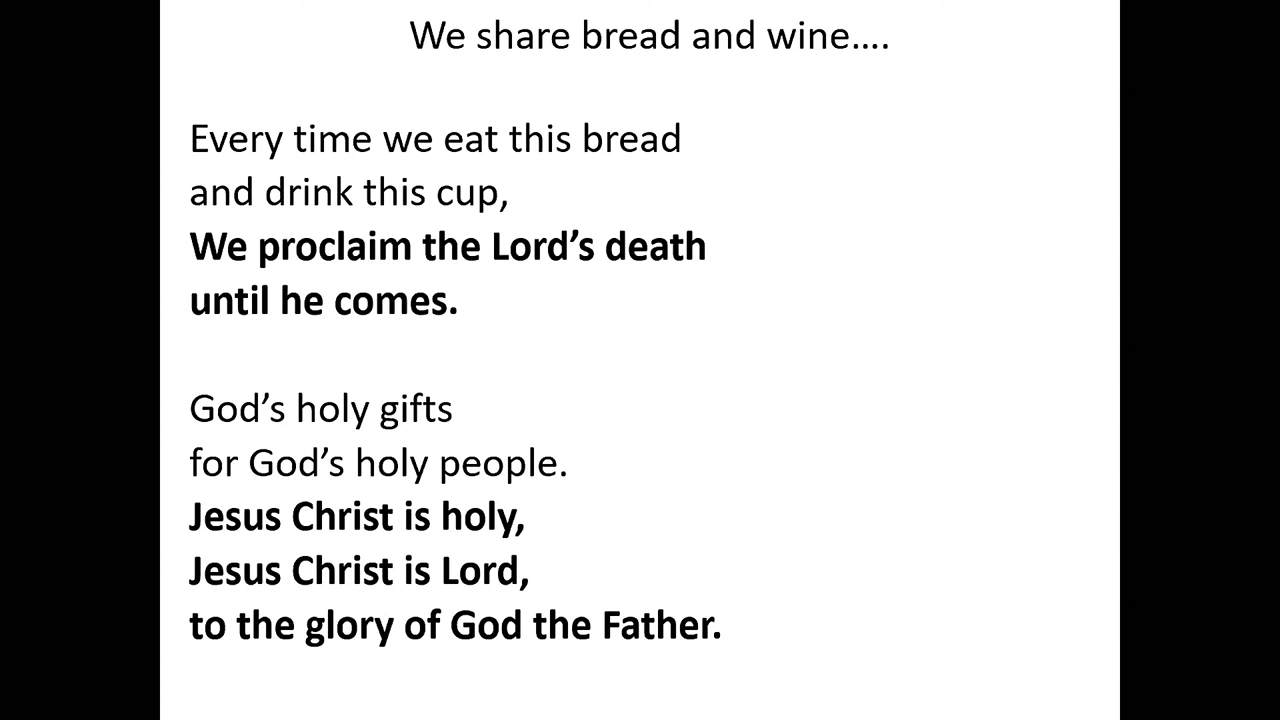 We share bread and wine….
Every time we eat this bread
and drink this cup,
We proclaim the Lord’s death
until he comes.
God’s holy gifts
for God’s holy people.
Jesus Christ is holy,
Jesus Christ is Lord,
to the glory of God the Father.